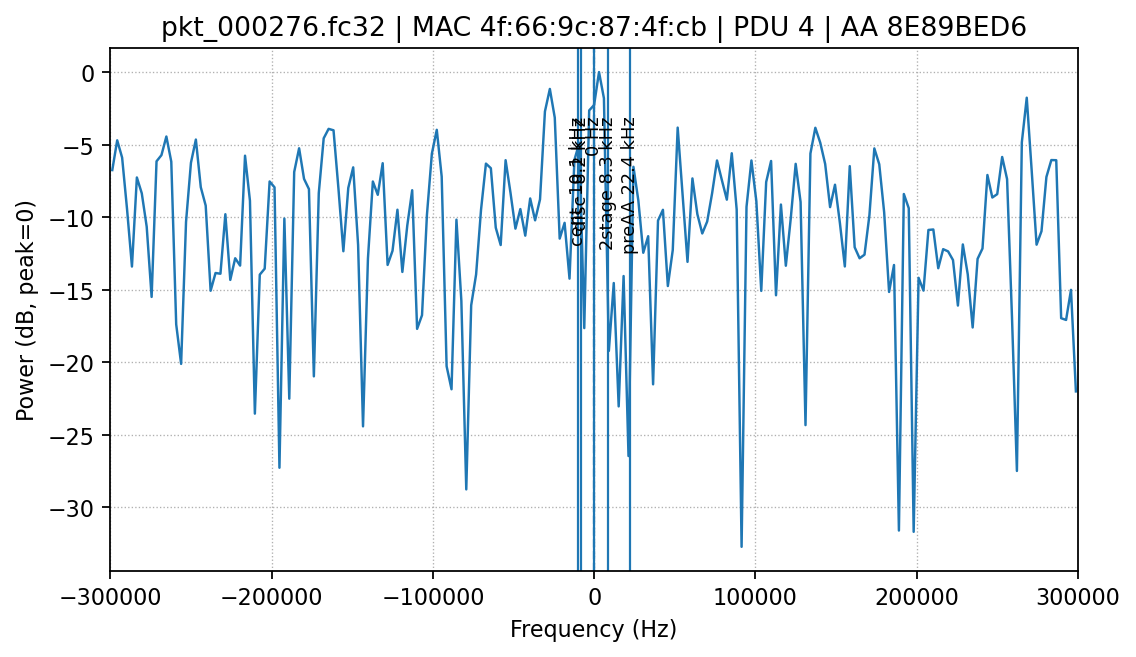 pkt_000276.fc32 | MAC 4f:66:9c:87:4f:cb | PDU 4 | AA 8E89BED6
Power (dB, peak=0)
0
−5
−10
−15
−20
−25
−30
0 Hz
2stage 8.3 kHz
preAA 22.4 kHz
−300000
−200000
−100000
0
100000
200000
300000
Frequency (Hz)